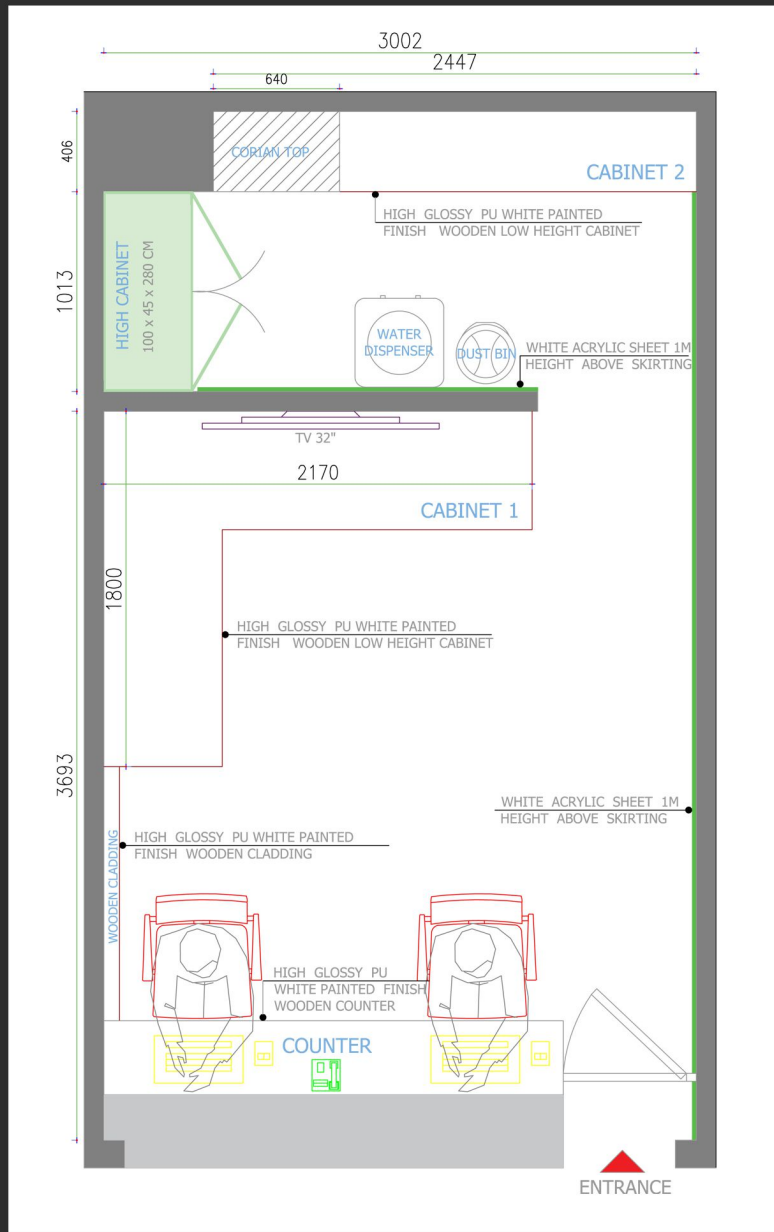 3002
2447
640
406
CORIAN TOP
CABINET 2
HIGH GLOSSY PU WHITE PAINTED
FINISH WOODEN LOW HEIGHT CABINET
1013
HIGH CABINET
100 x 45 x 280 CM
WATER
DISPENSER
DUST BIN
WHITE ACRYLIC SHEET 1M
HEIGHT ABOVE SKIRTING
TV 32"
2170
CABINET 1
1800
HIGH GLOSSY PU WHITE PAINTED
FINISH WOODEN LOW HEIGHT CABINET
3693
WHITE ACRYLIC SHEET 1M
HEIGHT ABOVE SKIRTING
WOODEN CLADDING
HIGH GLOSSY PU WHITE PAINTED
FINISH WOODEN CLADDING
HIGH GLOSSY PU
WHITE PAINTED FINISH
WOODEN COUNTER
COUNTER
ENTRANCE